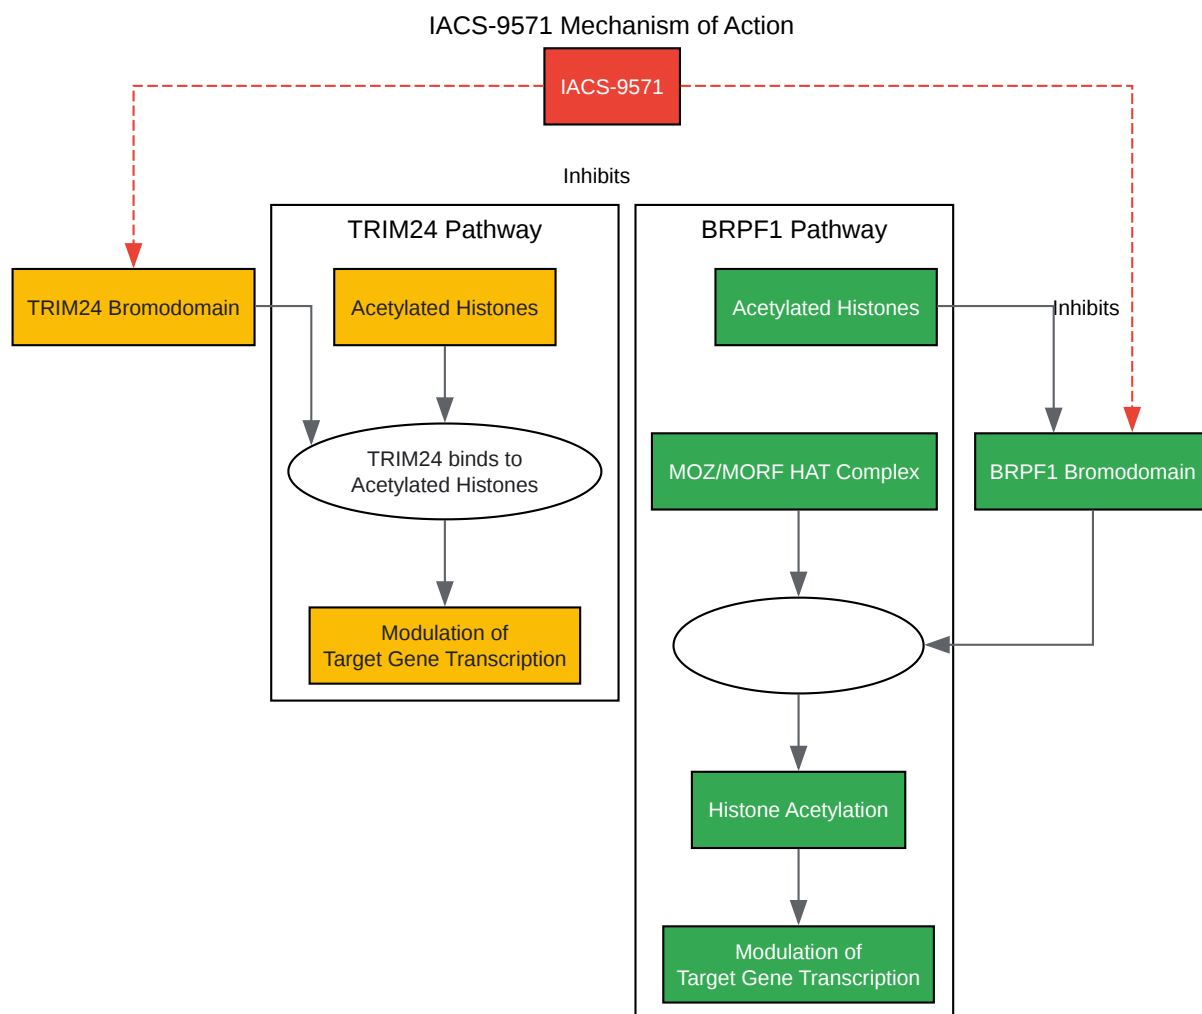 IACS-9571 Mechanism of Action
IACS-9571
Inhibits
TRIM24 Pathway
BRPF1 Pathway
TRIM24 Bromodomain
Acetylated Histones
Acetylated Histones
Inhibits
TRIM24 binds to
Acetylated Histones
MOZ/MORF HAT Complex
BRPF1 Bromodomain
Modulation of
Target Gene Transcription
Histone Acetylation
Modulation of
Target Gene Transcription